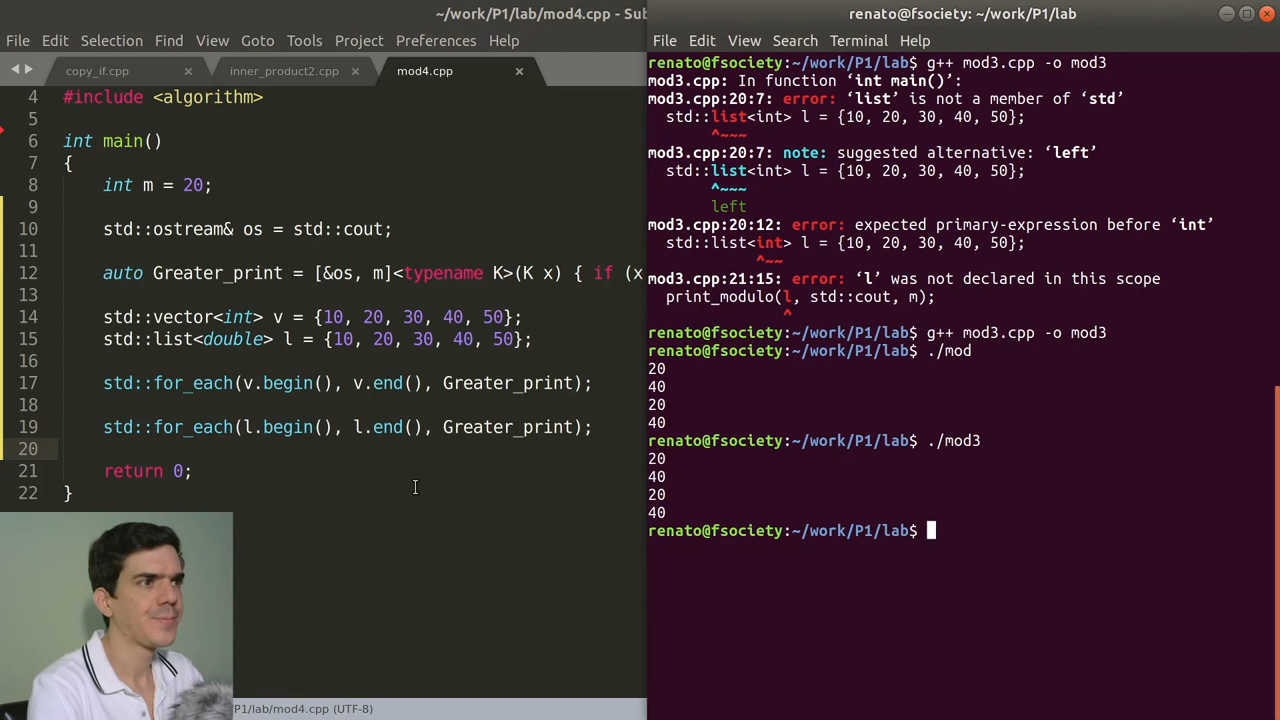 ~/work/P1/lab/mod4.cpp - Sub
File Edit Selection Find View Goto Tools Project Preferences Help
copy_if.cpp inner_product2.cpp mod4.cpp
4 #include <algorithm>
5
6 int main()
7 {
8 int m = 20;
9
10 std::ostream& os = std::cout;
11
12 auto Greater_print = [&os, m]<typename K>(K x) { if (x
13
14 std::vector<int> v = {10, 20, 30, 40, 50};
15 std::list<double> l = {10, 20, 30, 40, 50};
16
17 std::for_each(v.begin(), v.end(), Greater_print);
18
19 std::for_each(l.begin(), l.end(), Greater_print);
20
21 return 0;
22 }
P1/lab/mod4.cpp (UTF-8)
renato@fsociety: ~/work/P1/lab
File Edit View Search Terminal Help
renato@fsociety:~/work/P1/lab$ g++ mod3.cpp -o mod3
mod3.cpp: In function ‘int main()’:
mod3.cpp:20:7: error: ‘list’ is not a member of ‘std’
std::list<int> l = {10, 20, 30, 40, 50};
^~~~
mod3.cpp:20:7: note: suggested alternative: ‘left’
std::list<int> l = {10, 20, 30, 40, 50};
^~~~
left
mod3.cpp:20:12: error: expected primary-expression before ‘int’
std::list<int> l = {10, 20, 30, 40, 50};
^~~
mod3.cpp:21:15: error: ‘l’ was not declared in this scope
print_modulo(l, std::cout, m);
^
renato@fsociety:~/work/P1/lab$ g++ mod3.cpp -o mod3
renato@fsociety:~/work/P1/lab$ ./mod
20
40
20
40
renato@fsociety:~/work/P1/lab$ ./mod3
20
40
20
40
renato@fsociety:~/work/P1/lab$